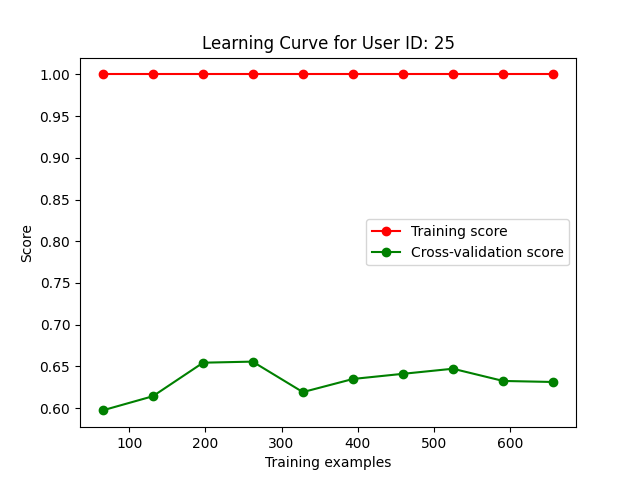 Learning Curve for User ID: 25
1.00
0.95
0.90
0.85
0.80
0.75
0.70
0.65
0.60
Score
Training score
Cross-validation score
100 200 300 400 500 600
Training examples